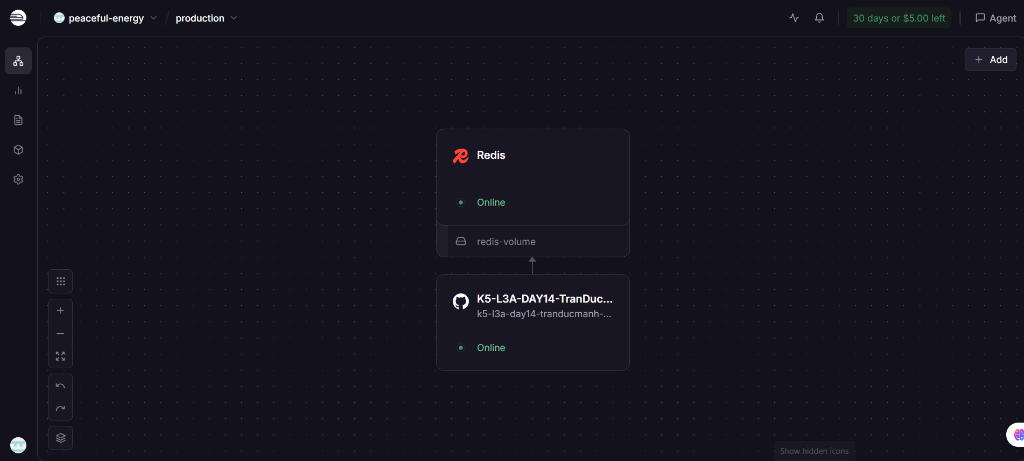 peaceful-energy / production
30 days or $5.00 left
Agent
+ Add
Redis
Online
redis-volume
K5-L3A-DAY14-TranDuc...
k5-l3a-day14-tranducmanh-...
Online
Show hidden icons